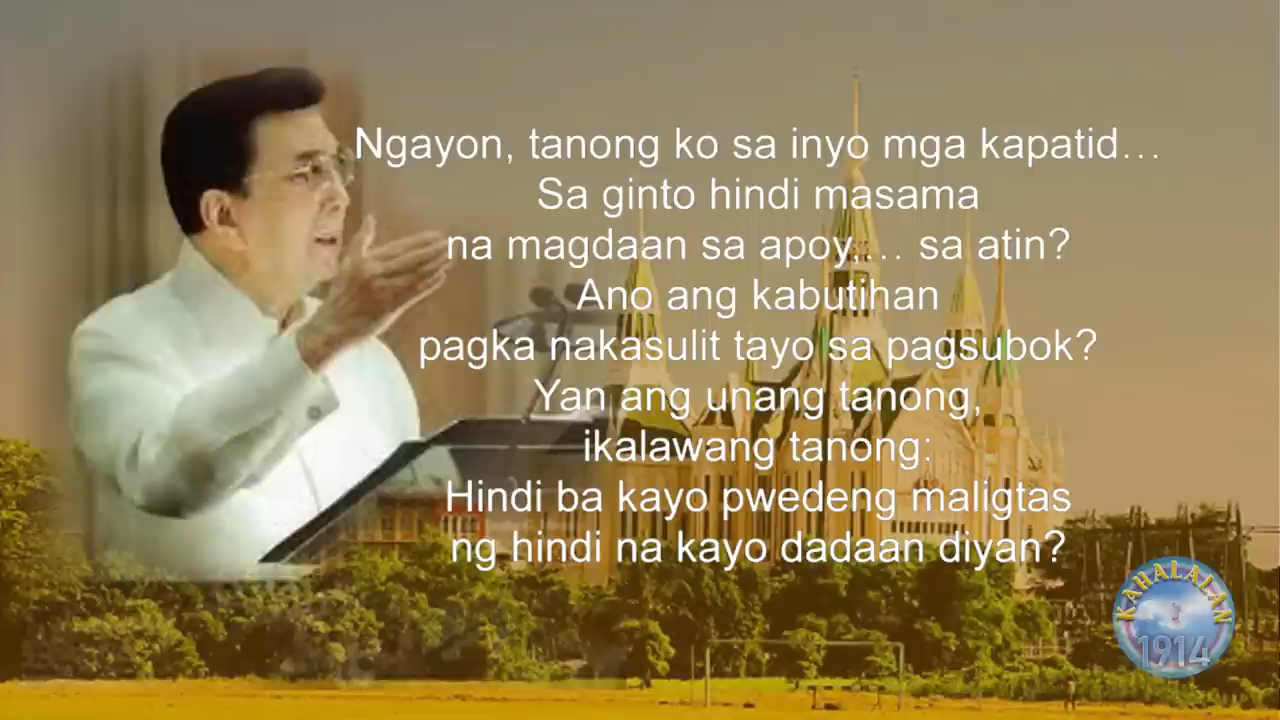 Ngayon, tanong ko sa inyo mga kapatid…
Sa ginto hindi masama
na magdaan sa apoy,… sa atin?
Ano ang kabutihan
pagka nakasulit tayo sa pagsubok?
Yan ang unang tanong,
ikalawang tanong:
Hindi ba kayo pwedeng maligtas
ng hindi na kayo dadaan diyan?
KAHALALAN
1914